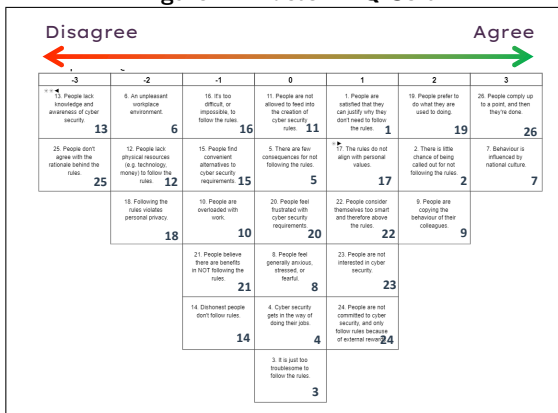 Disagree
Agree
-3
-2
-1
0
1
2
3
13. People lack
knowledge and
awareness of cyber
security.
13
6. An unpleasant
workplace
environment.
6
16. It's too
difficult, or
impossible, to
follow the rules.
16
11. People are not
allowed to feed into
the creation of
cyber security
rules.
11
1. People are
satisfied that they
can justify why they
don't need to follow
the rules.
1
19. People prefer to
do what they are
used to doing.
19
26. People comply up
to a point, and then
they're done.
26
25. People don't
agree with the
rationale behind the
rules.
25
12. People lack
physical resources
(e.g. technology,
money) to follow the
rules.
12
15. People find
convenient
alternatives to
cyber security
requirements.
15
5. There are few
consequences for not
following the rules.
5
17. The rules do not
align with personal
values.
17
2. There is little
chance of being
called out for not
following the rules.
2
7. Behaviour is
influenced by
national culture.
7
18. Following the
rules violates
personal privacy.
18
10. People are
overloaded with
work.
10
20. People feel
frustrated with
cyber security
requirements.
20
22. People consider
themselves too smart
and therefore above
the rules.
22
9. People are
copying the
behaviour of their
colleagues.
9
21. People believe
there are benefits
in NOT following the
rules.
21
8. People feel
generally anxious,
stressed, or
fearful.
8
23. People are not
interested in cyber
security.
23
14. Dishonest people
don't follow rules.
14
4. Cyber security
gets in the way of
doing their jobs.
4
24. People are not
committed to cyber
security, and only
follow rules because
of external rewards.
24
3. It is just too
troublesome to
follow the rules.
3